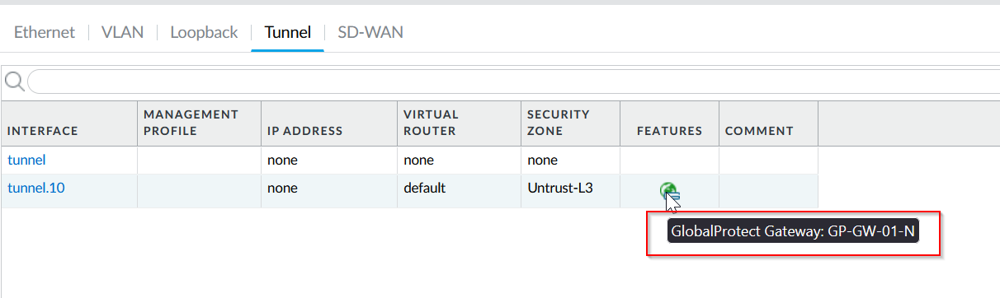 Ethernet VLAN Loopback Tunnel SD-WAN
INTERFACE MANAGEMENT PROFILE IP ADDRESS VIRTUAL ROUTER SECURITY ZONE FEATURES COMMENT
tunnel none none none
tunnel.10 none default Untrust-L3
GlobalProtect Gateway: GP-GW-01-N